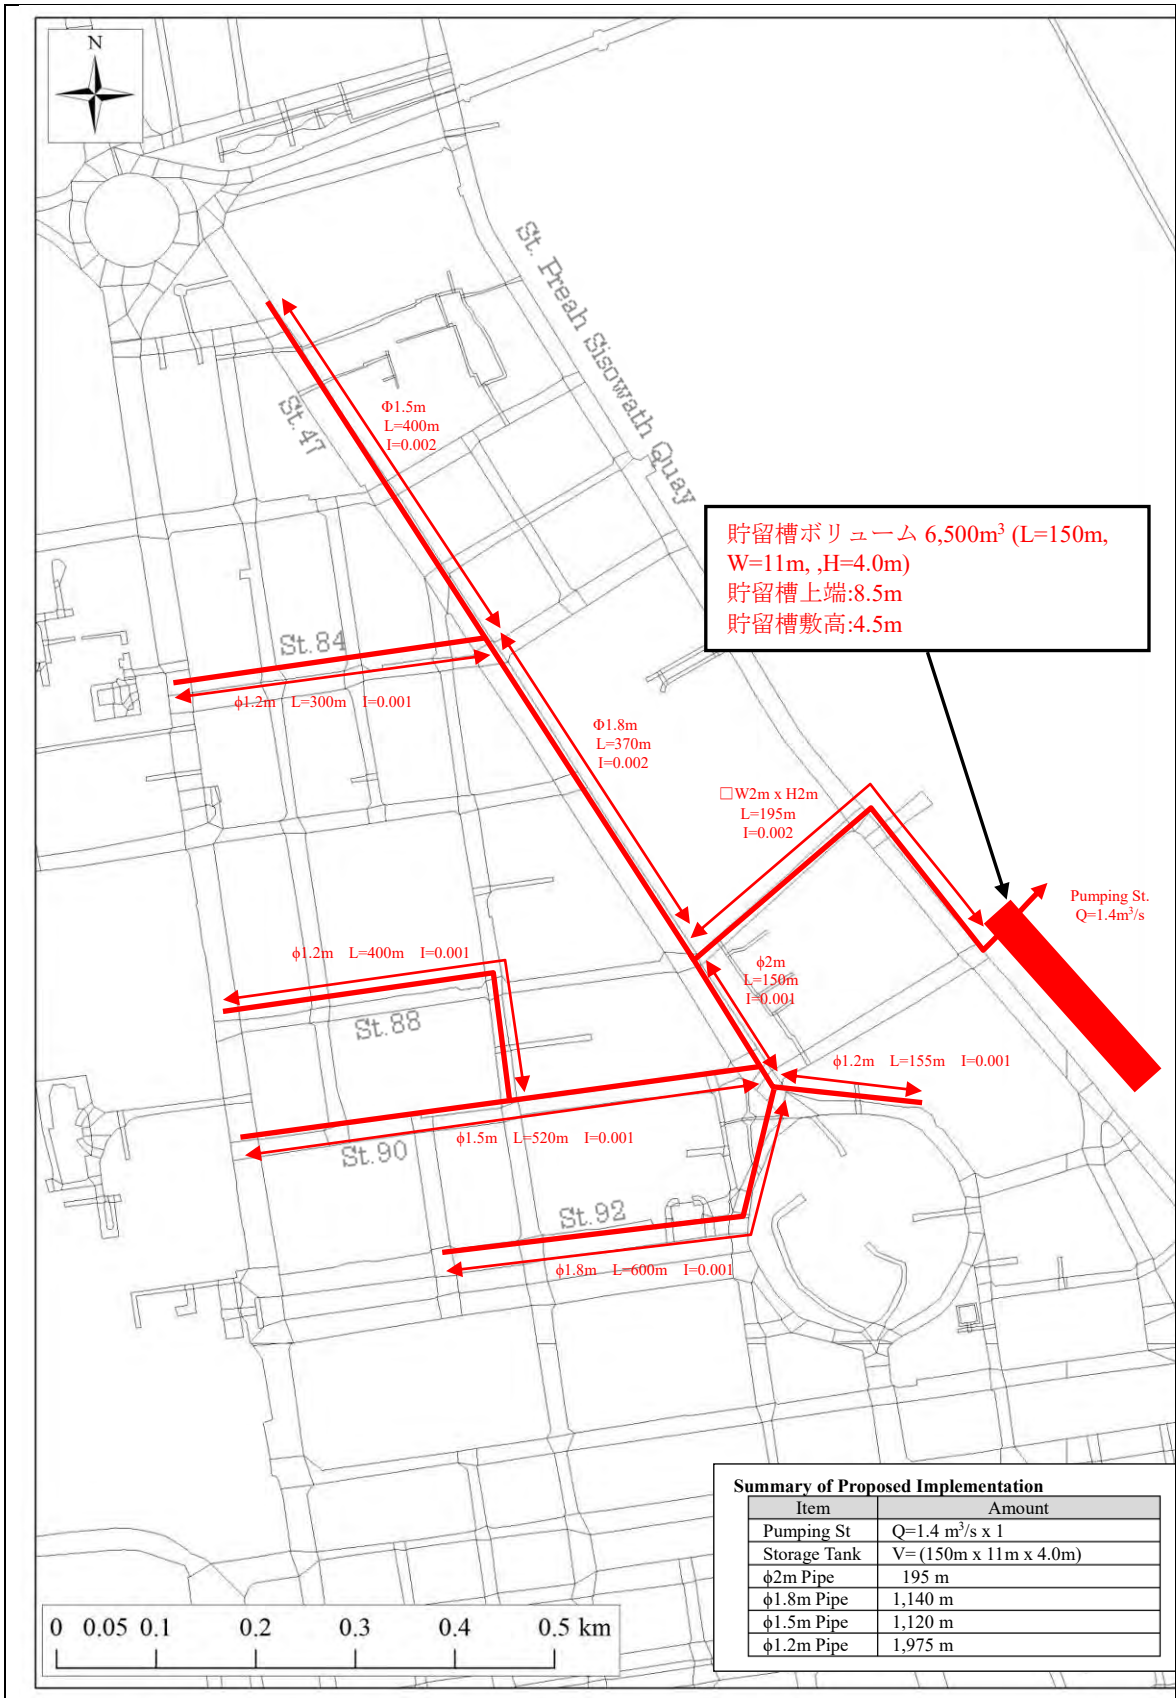 N
St. Preah Sisowath Quay
St.47
Φ1.5m
L=400m
I=0.002
貯留槽ボリューム 6,500m³ (L=150m,
W=11m, ,H=4.0m)
貯留槽上端:8.5m
貯留槽敷高:4.5m
St.84
ϕ1.2m L=300m I=0.001
Φ1.8m
L=370m
I=0.002
□W2m x H2m
L=195m
I=0.002
Pumping St.
Q=1.4m³/s
ϕ1.2m L=400m I=0.001
ϕ2m
L=150m
I=0.001
St.88
ϕ1.2m L=155m I=0.001
ϕ1.5m L=520m I=0.001
St.90
St.92
ϕ1.8m L=600m I=0.001
Summary of Proposed Implementation
Item Amount
Pumping St Q=1.4 m³/s x 1
Storage Tank V= (150m x 11m x 4.0m)
ϕ2m Pipe 195 m
ϕ1.8m Pipe 1,140 m
ϕ1.5m Pipe 1,120 m
ϕ1.2m Pipe 1,975 m
0 0.05 0.1 0.2 0.3 0.4 0.5 km